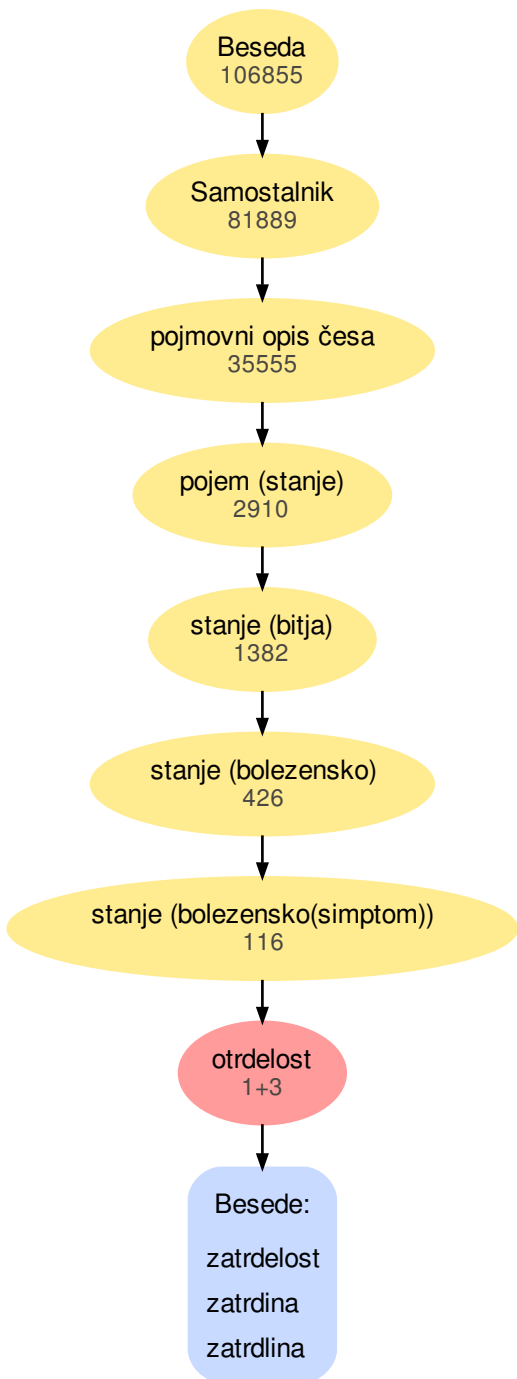 Beseda
106855
Samostalnik
81889
pojmovni opis česa
35555
pojem (stanje)
2910
stanje (bitja)
1382
stanje (bolezensko)
426
stanje (bolezensko(simptom))
116
otrdelost
1+3
Besede:
zatrdelost
zatrdina
zatrdlina